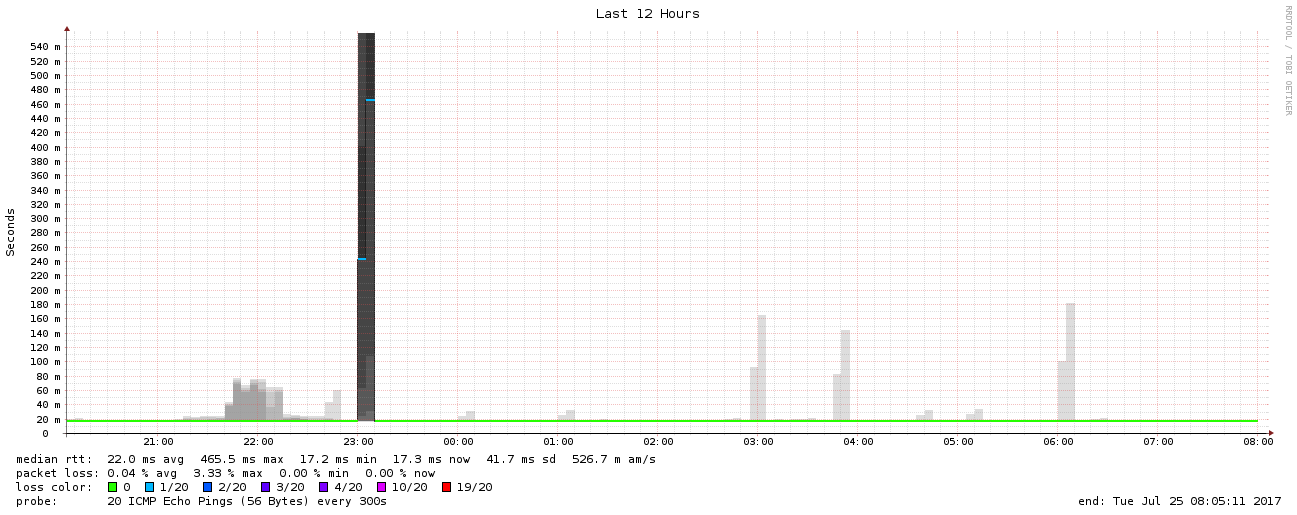 Last 12 Hours
RRDTOOL / TOBI OETIKER
Seconds
540 m
520 m
500 m
480 m
460 m
440 m
420 m
400 m
380 m
360 m
340 m
320 m
300 m
280 m
260 m
240 m
220 m
200 m
180 m
160 m
140 m
120 m
100 m
80 m
60 m
40 m
20 m
0
21:00 22:00 23:00 00:00 01:00 02:00 03:00 04:00 05:00 06:00 07:00 08:00
median rtt: 22.0 ms avg 465.5 ms max 17.2 ms min 17.3 ms now 41.7 ms sd 526.7 m am/s
packet loss: 0.04 % avg 3.33 % max 0.00 % min 0.00 % now
loss color: 0 1/20 2/20 3/20 4/20 10/20 19/20
probe: 20 ICMP Echo Pings (56 Bytes) every 300s end: Tue Jul 25 08:05:11 2017